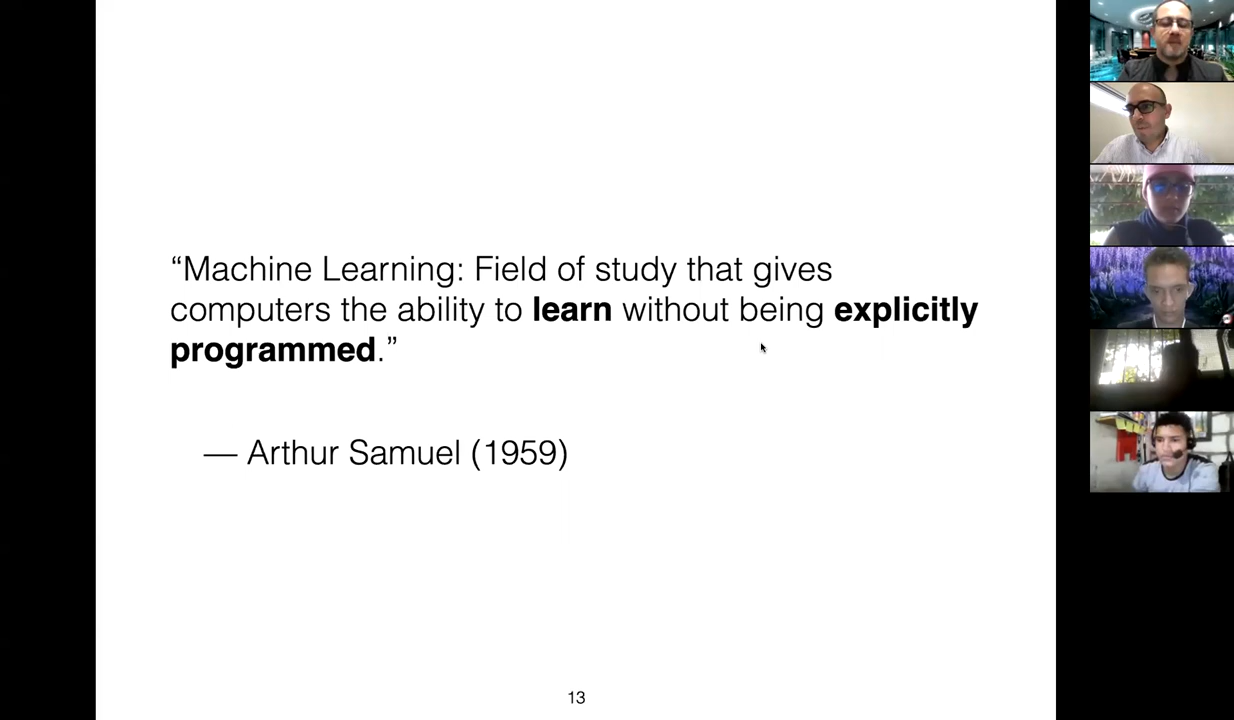 “Machine Learning: Field of study that gives
computers the ability to learn without being explicitly
programmed.”
— Arthur Samuel (1959)
13